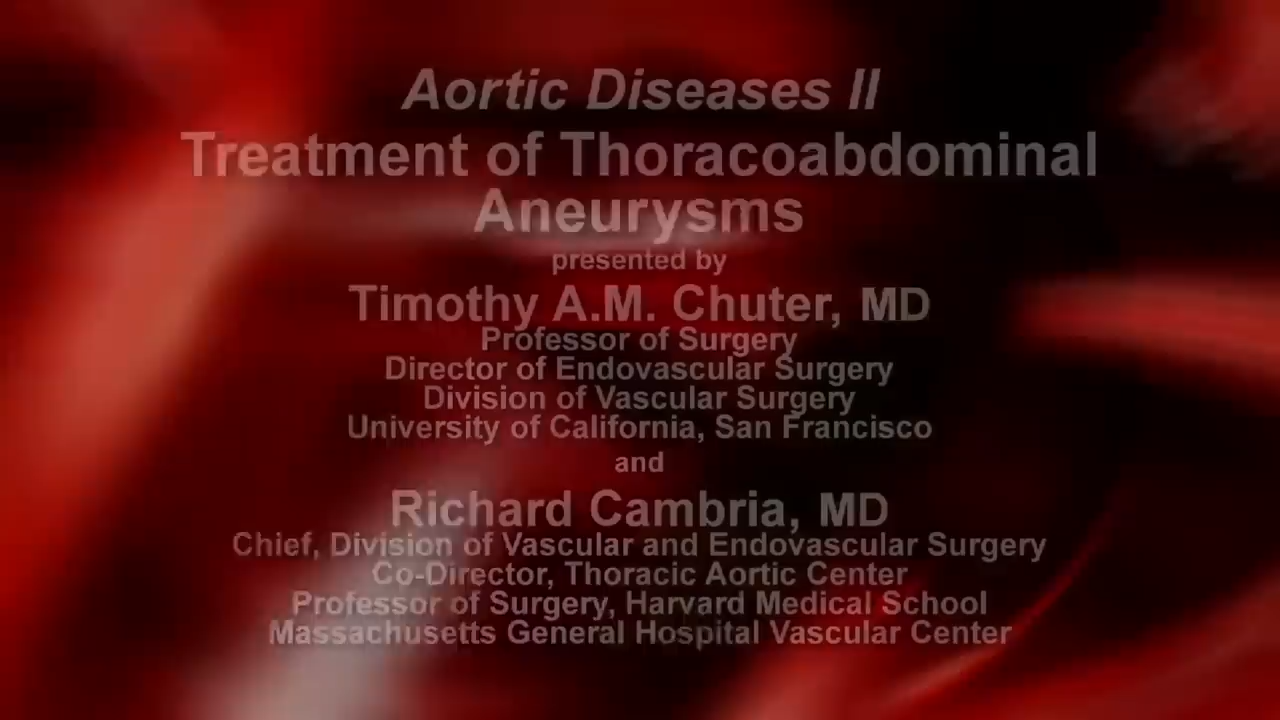 Aortic Diseases II
Treatment of Thoracoabdominal
Aneurysms
presented by
Timothy A.M. Chuter, MD
Professor of Surgery
Director of Endovascular Surgery
Division of Vascular Surgery
University of California, San Francisco
and
Richard Cambria, MD
Chief, Division of Vascular and Endovascular Surgery
Co-Director, Thoracic Aortic Center
Professor of Surgery, Harvard Medical School
Massachusetts General Hospital Vascular Center